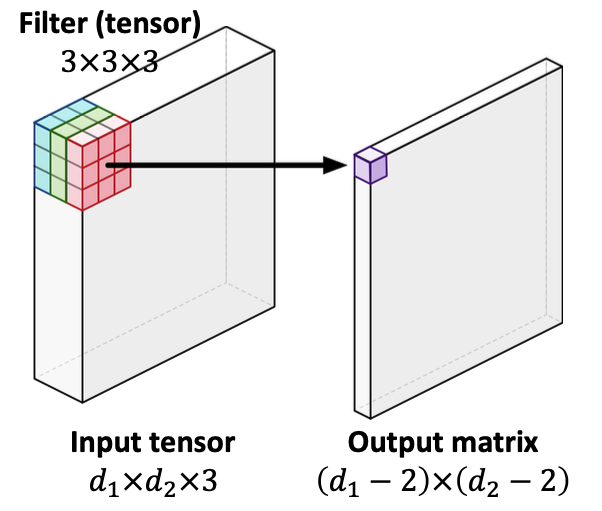 Filter (tensor)
3×3×3
Input tensor
d₁×d₂×3
Output matrix
(d₁ − 2)×(d₂ − 2)